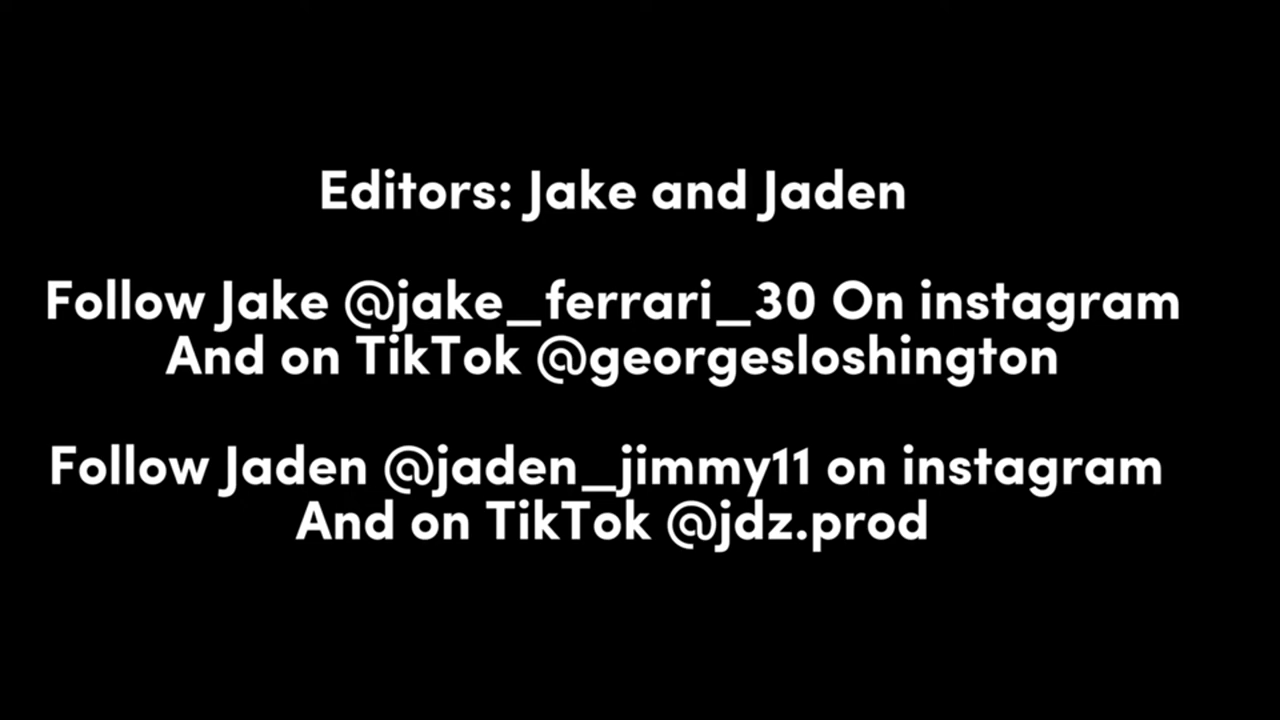 Editors: Jake and Jaden
Follow Jake @jake_ferrari_30 On instagram
And on TikTok @georgesloshington
Follow Jaden @jaden_jimmy11 on instagram
And on TikTok @jdz.prod